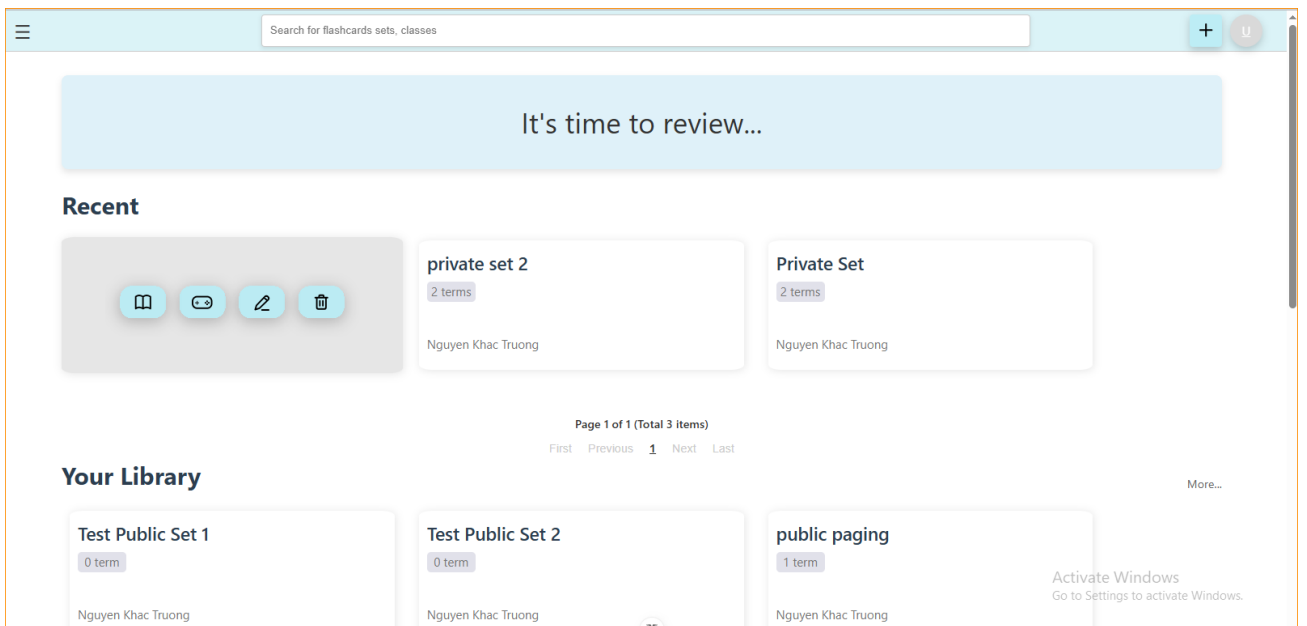 Search for flashcards sets, classes
U
It's time to review...
Recent
private set 2
Private Set
2 terms
2 terms
Nguyen Khac Truong
Nguyen Khac Truong
Page 1 of 1 (Total 3 items)
First Previous 1 Next Last
Your Library
More...
Test Public Set 1
Test Public Set 2
public paging
0 term
0 term
1 term
Activate Windows
Go to Settings to activate Windows.
Nguyen Khac Truong
Nguyen Khac Truong
Nguyen Khac Truong